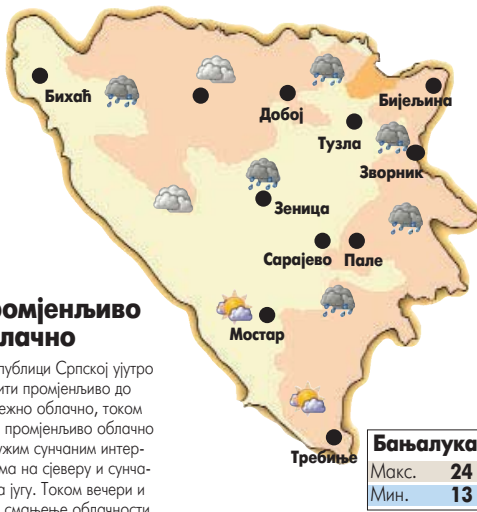 Бихаћ
Добој
Бијељина
Тузла
Зворник
Зеница
Сарајево
Пале
Мостар
Требиње
ромјенљиво
лачно
публици Српској ујутро
ити промјенљиво до
ежно облачно, током
промјенљиво облачно
ужим сунчаним интер-
ма на сјеверу и сунча-
а југу. Током вечери и
смањење облачности
Бањалука
Макс. 24
Мин. 13